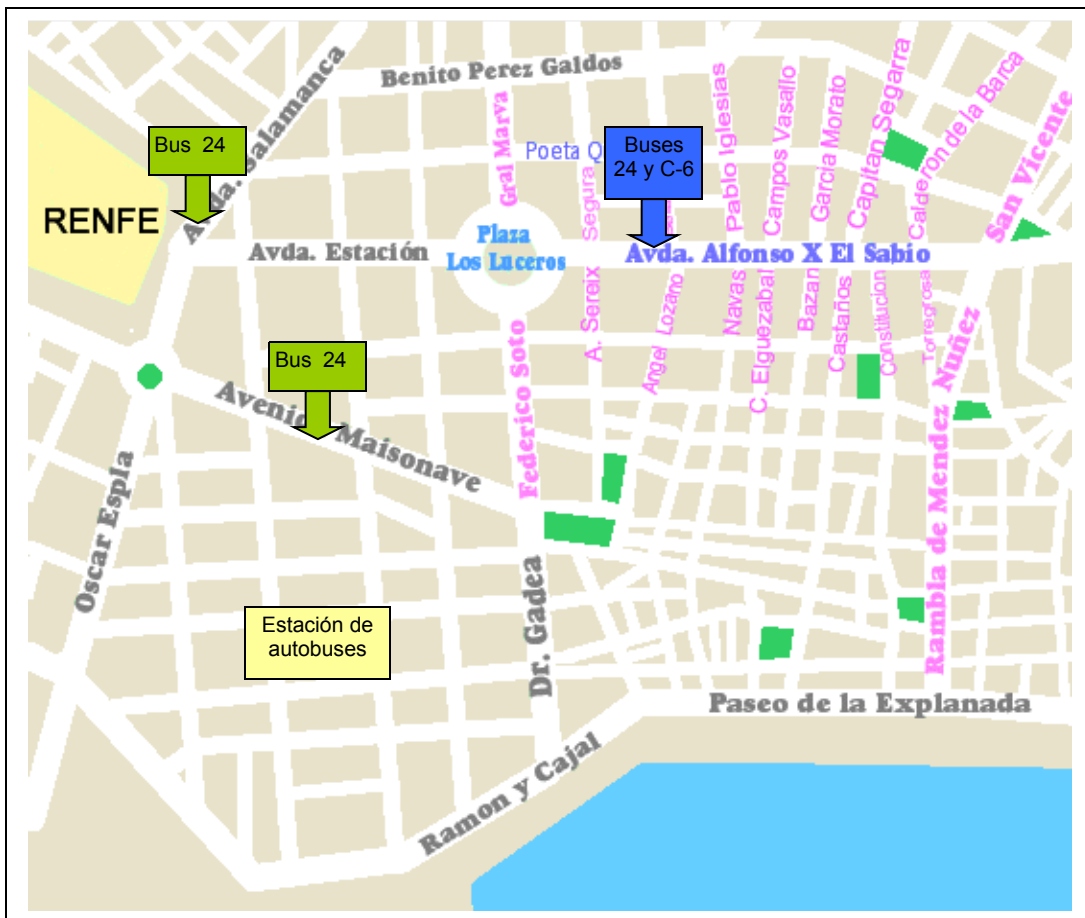 Benito Perez Galdos
Avda. Salamanca
Bus 24
RENFE
Gral Marva
Poeta Q
Buses
24 y C-6
Segura
Pablo Iglesias
Campos Vasallo
Garcia Morato
Capitan Segarra
Calderon de la Barca
San Vicente
Avda. Estación
Plaza
Los Luceros
Avda. Alfonso X El Sabio
A. Sereix
Angel Lozano
Navas
C. Elguezabal
Bazan
Castaños
Constitucion
Torregrosa
Bus 24
Avenida Maisonave
Federico Soto
Rambla de Mendez Nuñez
Oscar Espla
Estación de
autobuses
Dr. Gadea
Paseo de la Explanada
Ramon y Cajal